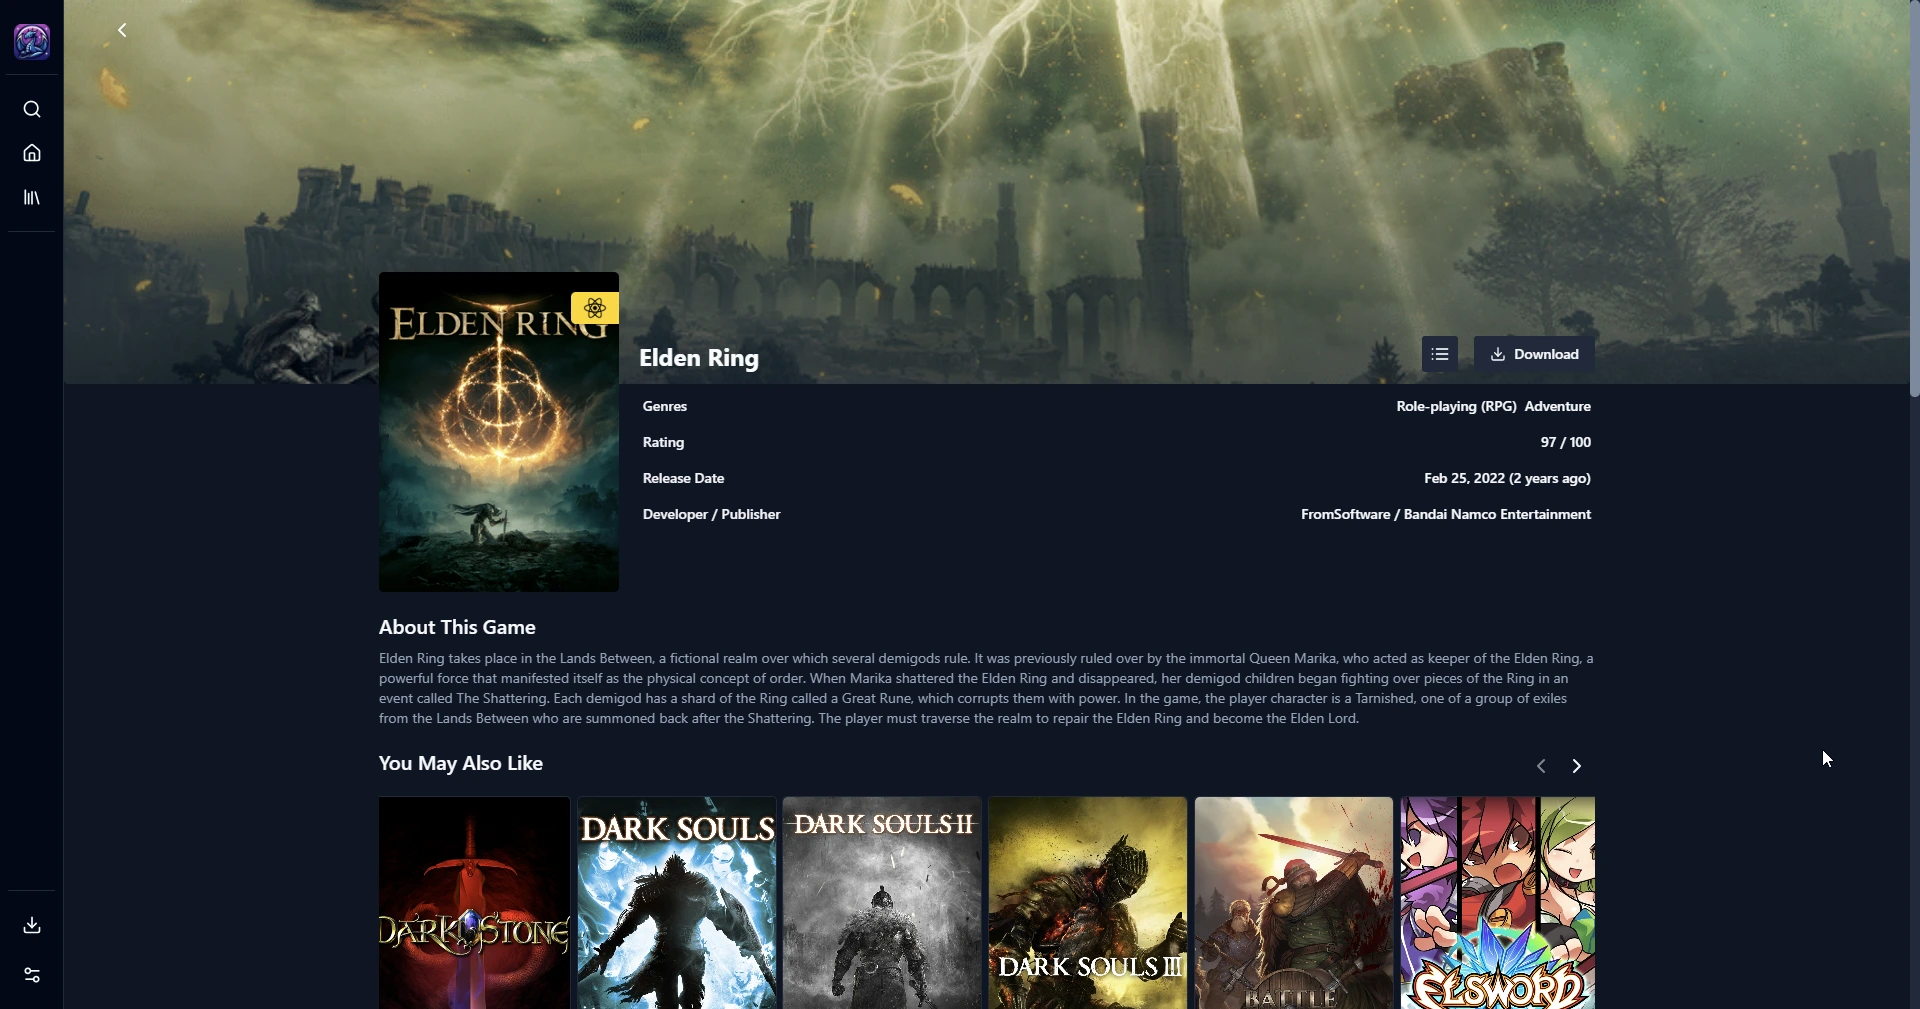 ELDEN RING
Elden Ring
Download
Genres
Role-playing (RPG) Adventure
Rating
97 / 100
Release Date
Feb 25, 2022 (2 years ago)
Developer / Publisher
FromSoftware / Bandai Namco Entertainment
About This Game
Elden Ring takes place in the Lands Between, a fictional realm over which several demigods rule. It was previously ruled over by the immortal Queen Marika, who acted as keeper of the Elden Ring, a
powerful force that manifested itself as the physical concept of order. When Marika shattered the Elden Ring and disappeared, her demigod children began fighting over pieces of the Ring in an
event called The Shattering. Each demigod has a shard of the Ring called a Great Rune, which corrupts them with power. In the game, the player character is a Tarnished, one of a group of exiles
from the Lands Between who are summoned back after the Shattering. The player must traverse the realm to repair the Elden Ring and become the Elden Lord.
You May Also Like
DARKSTONE
DARK SOULS
DARK SOULS II
DARK SOULS III
BATTLE
ELSWORD